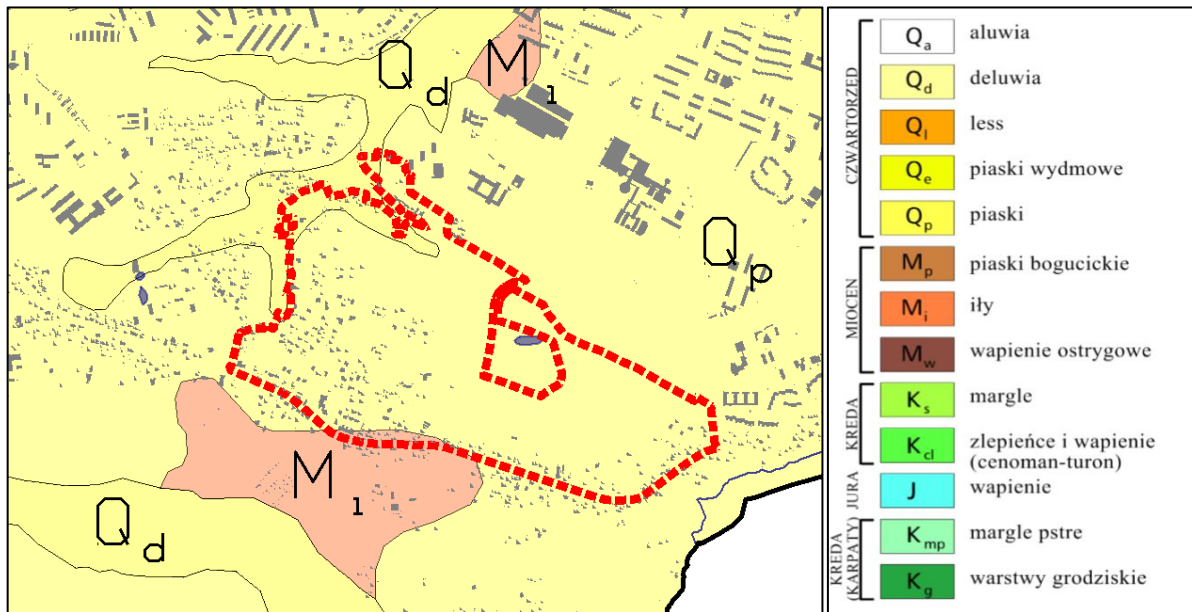 Q d
M 1
Q p
M 1
Q d
CZWARTORZĘD
Qa aluwia
Qd deluwia
Ql less
Qe piaski wydmowe
Qp piaski
MIOCEN
Mp piaski bogucickie
Mi iły
Mw wapienie ostrygowe
KREDA
Ks margle
Kcl zlepieńce i wapienie
(cenoman-turon)
JURA
J wapienie
KREDA
(KARPATY)
Kmp margle pstre
Kg warstwy grodziskie